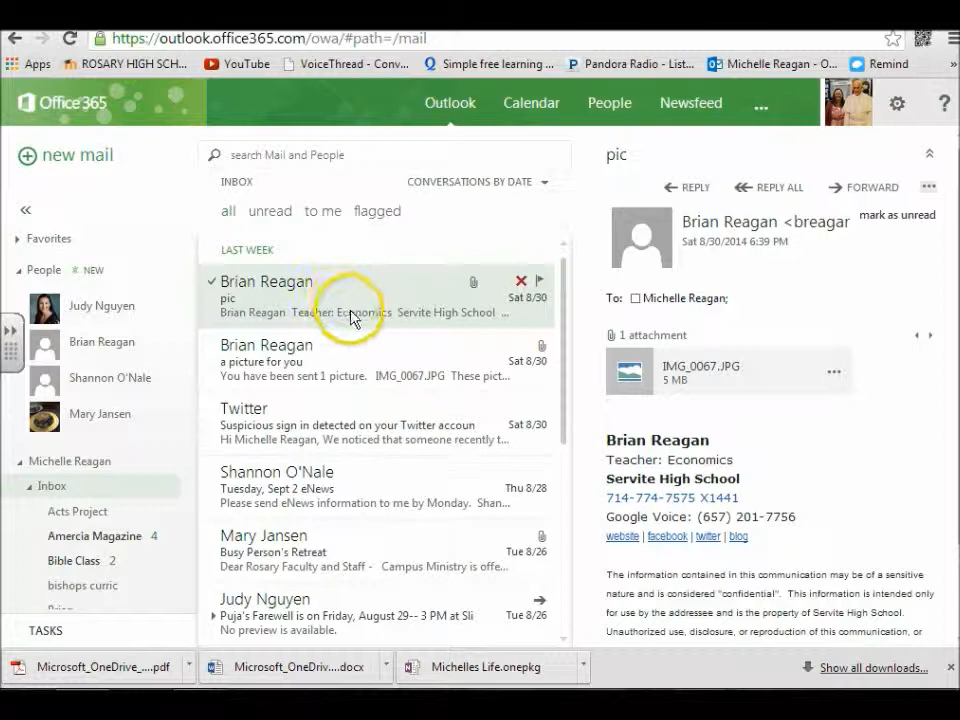 https://outlook.office365.com/owa/#path=/mail
Apps ROSARY HIGH SCH... YouTube VoiceThread - Conv... Simple free learning ... Pandora Radio - List... Michelle Reagan - O... Remind »
Office 365 Outlook Calendar People Newsfeed ... ?
new mail
«
Favorites
People NEW
Judy Nguyen
Brian Reagan
Shannon O'Nale
Mary Jansen
Michelle Reagan
Inbox
Acts Project
Amercia Magazine 4
Bible Class 2
bishops curric
TASKS
search Mail and People
INBOX CONVERSATIONS BY DATE
all unread to me flagged
LAST WEEK
Brian Reagan
pic Sat 8/30
Brian Reagan Teacher: Economics Servite High School ...
Brian Reagan
a picture for you Sat 8/30
You have been sent 1 picture. IMG_0067.JPG These pict...
Twitter
Suspicious sign in detected on your Twitter accoun Sat 8/30
Hi Michelle Reagan, We noticed that someone recently t...
Shannon O'Nale
Tuesday, Sept 2 eNews Thu 8/28
Please send eNews information to me by Monday. Shan...
Mary Jansen
Busy Person's Retreat Tue 8/26
Dear Rosary Faculty and Staff - Campus Ministry is offe...
Judy Nguyen
Puja's Farewell is on Friday, August 29-- 3 PM at Sli Tue 8/26
No preview is available.
pic
REPLY REPLY ALL FORWARD ...
mark as unread
Brian Reagan <breagar
Sat 8/30/2014 6:39 PM
To: Michelle Reagan;
1 attachment
IMG_0067.JPG
5 MB
...
Brian Reagan
Teacher: Economics
Servite High School
714-774-7575 X1441
Google Voice: (657) 201-7756
website | facebook | twitter | blog
The information contained in this communication may be of a sensitive
nature and is considered "confidential". This information is intended only
for use by the addressee and is the property of Servite High School.
Unauthorized use, disclosure, or reproduction of this communication, or
Microsoft_OneDrive_....pdf Microsoft_OneDriv....docx Michelles Life.onepkg Show all downloads...